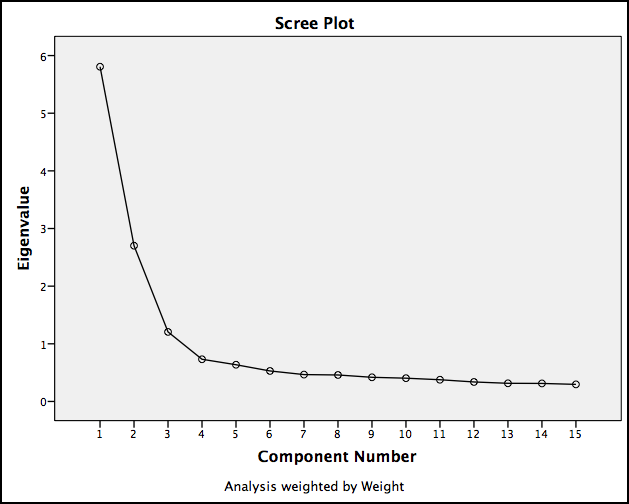 Scree Plot
6
5
4
3
2
1
0
Eigenvalue
1 2 3 4 5 6 7 8 9 10 11 12 13 14 15
Component Number
Analysis weighted by Weight